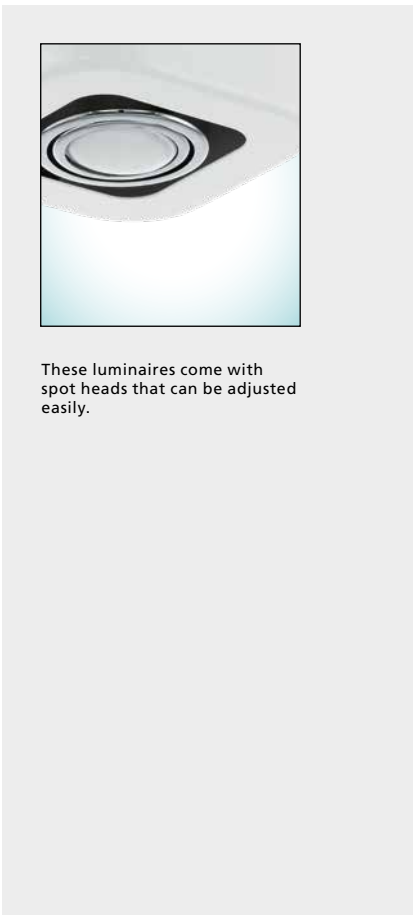 These luminaires come with
spot heads that can be adjusted
easily.